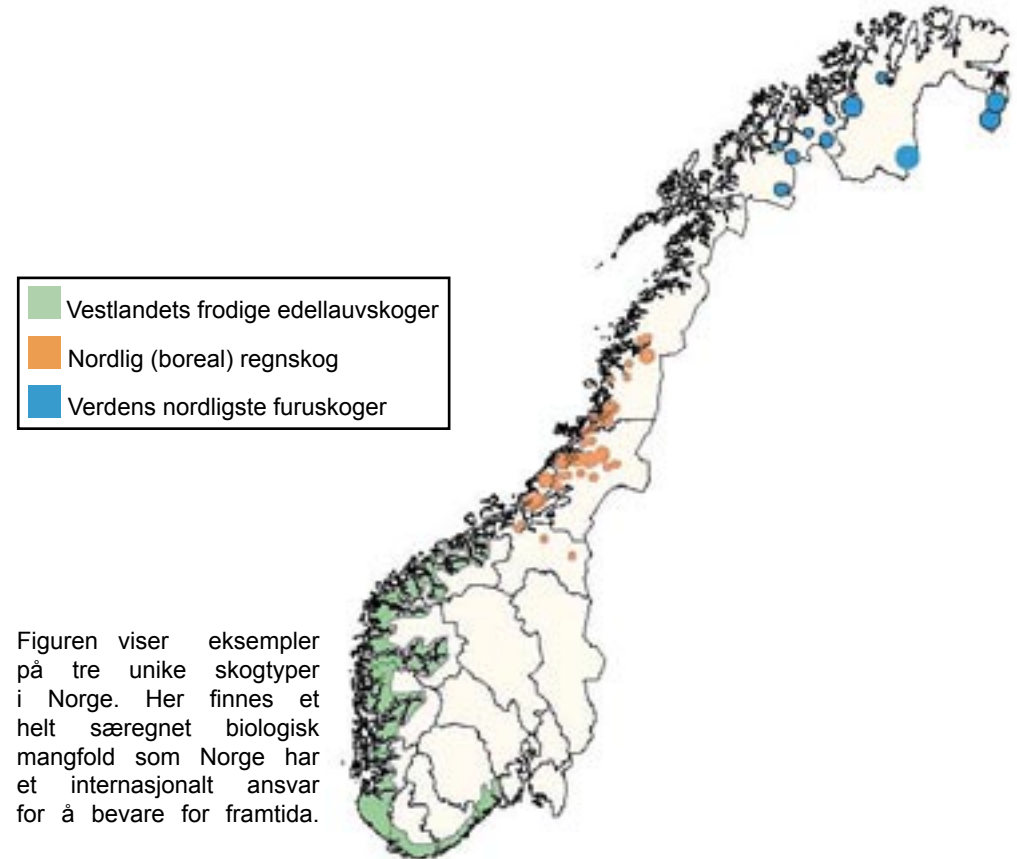 Vestlandets frodige edellauvskoger
Nordlig (boreal) regnskog
Verdens nordligste furuskoger
Figuren viser eksempler
på tre unike skogtyper
i Norge. Her finnes et
helt særegnet biologisk
mangfold som Norge har
et internasjonalt ansvar
for å bevare for framtida.